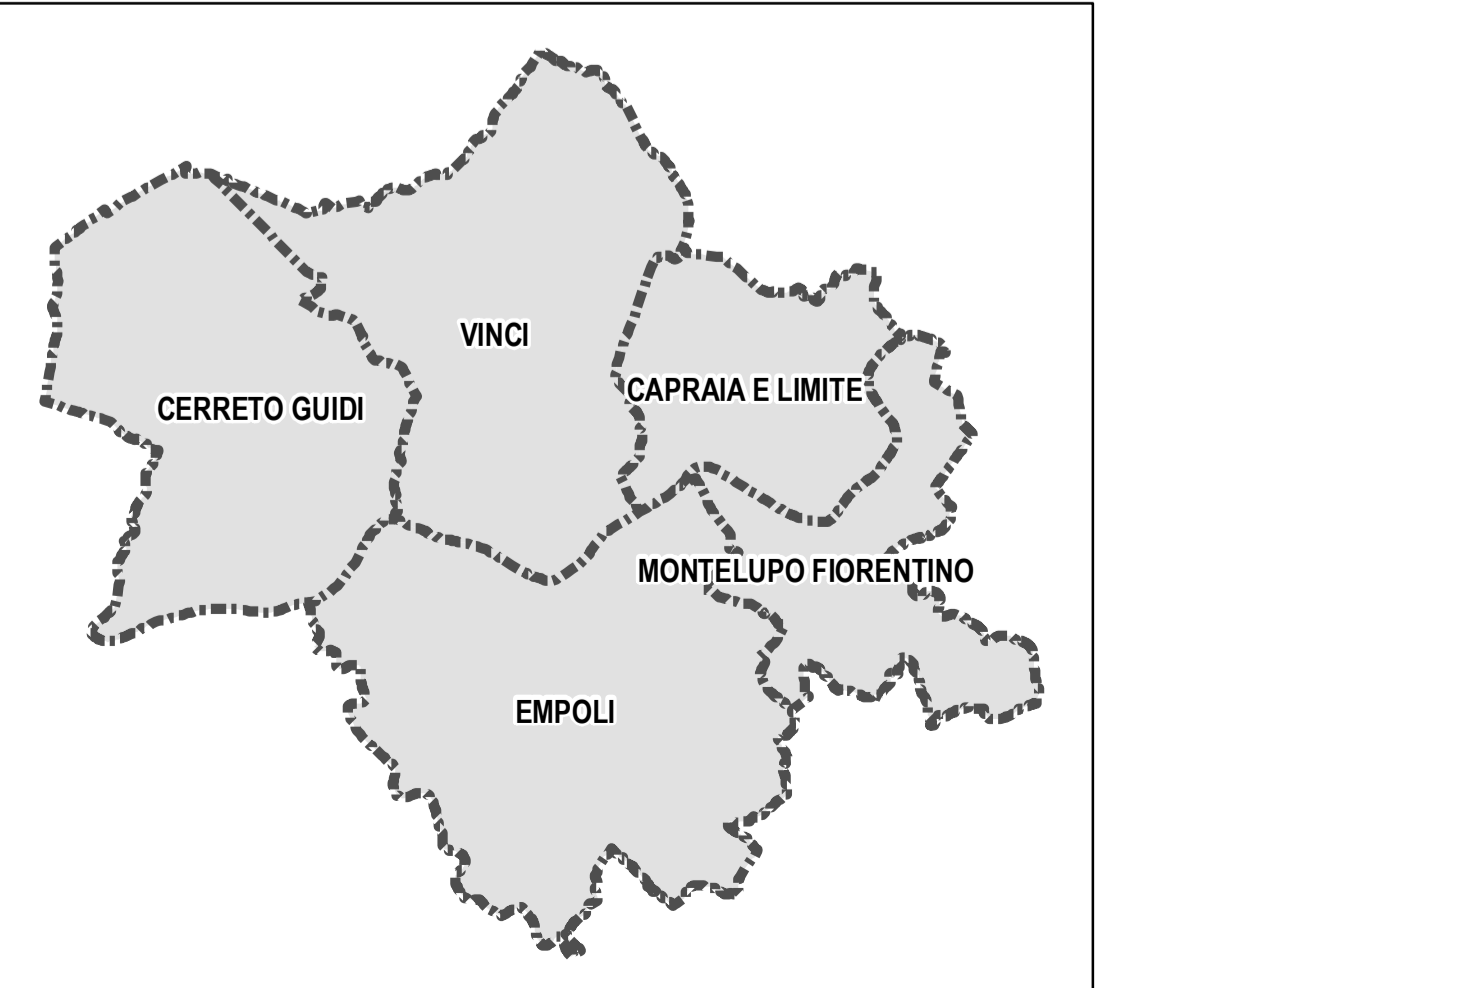 VINCI
CAPRAIA E LIMITE
CERRETO GUIDI
MONTELUPO FIORENTINO
EMPOLI